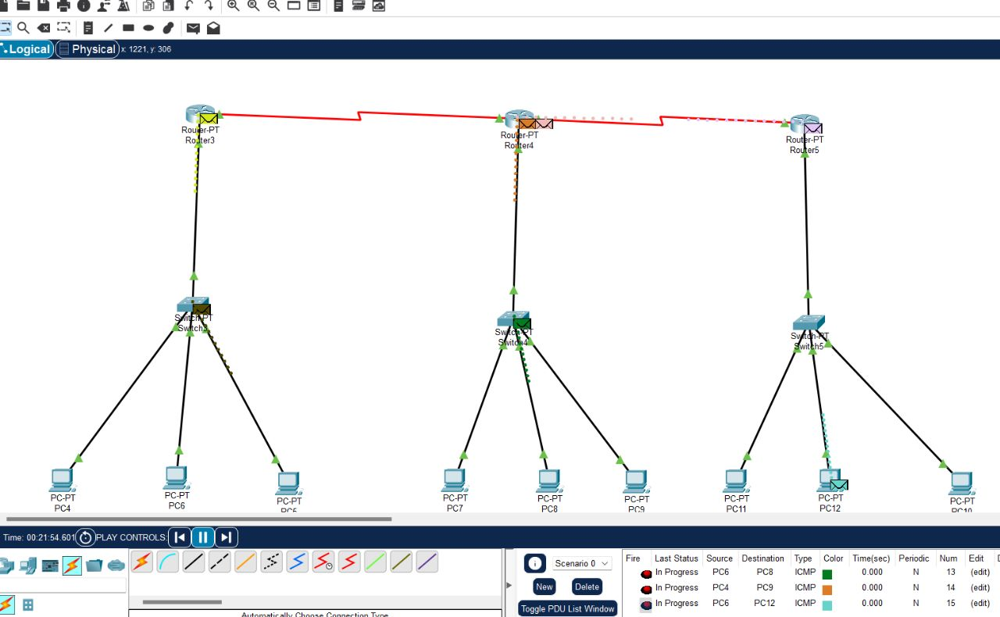 Logical Physical x: 1221, y: 306
Router-PT
Router3
Router-PT
Router4
Router-PT
Router5
Switch-PT
Switch3
Switch-PT
Switch4
Switch-PT
Switch5
PC-PT
PC4
PC-PT
PC6
PC-PT
PC5
PC-PT
PC7
PC-PT
PC8
PC-PT
PC9
PC-PT
PC11
PC-PT
PC12
PC-PT
PC10
Time: 00:21:54.601 PLAY CONTROLS:
Scenario 0
New Delete
Toggle PDU List Window
Fire Last Status Source Destination Type Color Time(sec) Periodic Num Edit D
In Progress PC6 PC8 ICMP 0.000 N 13 (edit)
In Progress PC4 PC9 ICMP 0.000 N 14 (edit)
In Progress PC6 PC12 ICMP 0.000 N 15 (edit)
Automatically Choose Connection Type